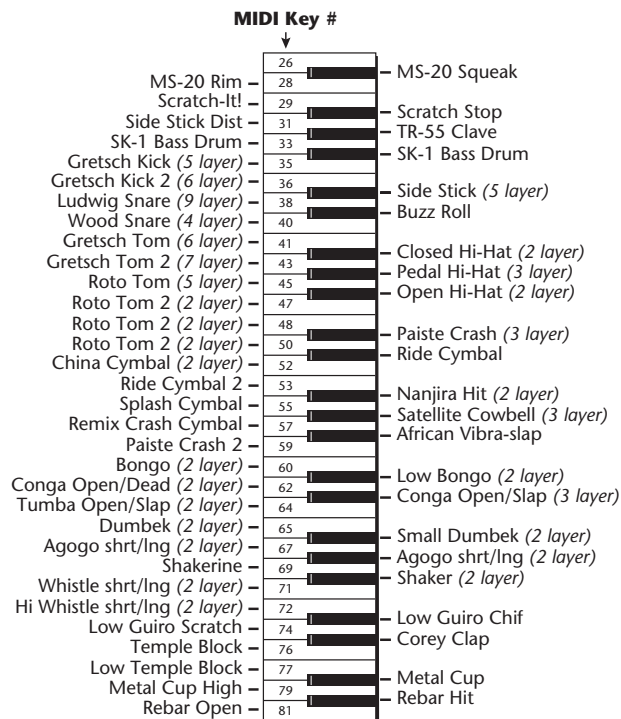 MIDI Key #
26
MS-20 Squeak
MS-20 Rim 28
Scratch-It! 29
Scratch Stop
Side Stick Dist 31
TR-55 Clave
SK-1 Bass Drum 33
SK-1 Bass Drum
Gretsch Kick (5 layer) 35
Gretsch Kick 2 (6 layer) 36
Side Stick (5 layer)
Ludwig Snare (9 layer) 38
Buzz Roll
Wood Snare (4 layer) 40
Gretsch Tom (6 layer) 41
Closed Hi-Hat (2 layer)
Gretsch Tom 2 (7 layer) 43
Pedal Hi-Hat (3 layer)
Roto Tom (5 layer) 45
Open Hi-Hat (2 layer)
Roto Tom 2 (2 layer) 47
Roto Tom 2 (2 layer) 48
Paiste Crash (3 layer)
Roto Tom 2 (2 layer) 50
Ride Cymbal
China Cymbal (2 layer) 52
Ride Cymbal 2 53
Nanjira Hit (2 layer)
Splash Cymbal 55
Satellite Cowbell (3 layer)
Remix Crash Cymbal 57
African Vibra-slap
Paiste Crash 2 59
Bongo (2 layer) 60
Low Bongo (2 layer)
Conga Open/Dead (2 layer) 62
Conga Open/Slap (3 layer)
Tumba Open/Slap (2 layer) 64
Dumbek (2 layer) 65
Small Dumbek (2 layer)
Agogo shrt/lng (2 layer) 67
Agogo shrt/lng (2 layer)
Shakerine 69
Shaker (2 layer)
Whistle shrt/lng (2 layer) 71
Hi Whistle shrt/lng (2 layer) 72
Low Guiro Chif
Low Guiro Scratch 74
Corey Clap
Temple Block 76
Low Temple Block 77
Metal Cup
Metal Cup High 79
Rebar Hit
Rebar Open 81